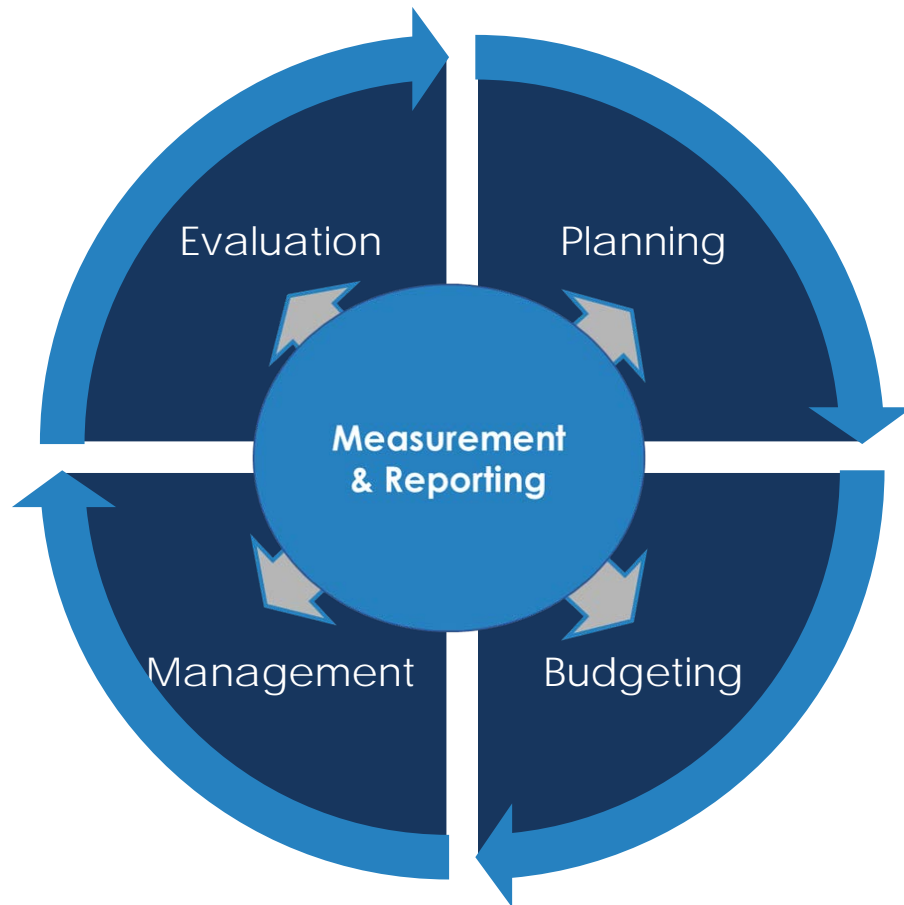 Evaluation
Planning
Measurement
& Reporting
Management
Budgeting